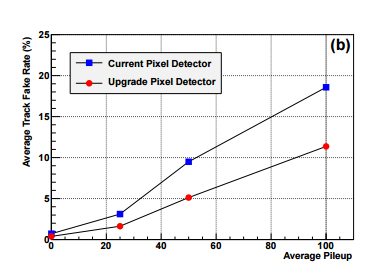 (b)
Average Track Fake Rate (%)
25
20
15
10
5
0
Current Pixel Detector
Upgrade Pixel Detector
0 20 40 60 80 100
Average Pileup